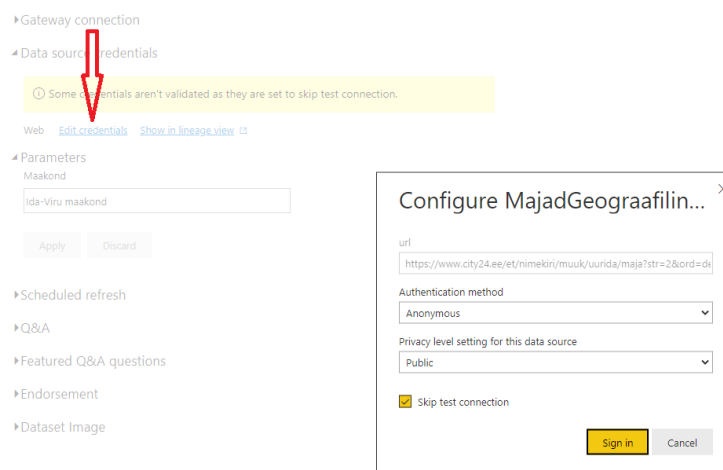 Gateway connection
Data source credentials
Some credentials aren't validated as they are set to skip test connection.
Web Edit credentials Show in lineage view
Parameters
Maakond
Ida-Viru maakond
Apply Discard
Scheduled refresh
Q&A
Featured Q&A questions
Endorsement
Dataset Image
Configure MajadGeograafilin...
url
https://www.city24.ee/et/nimekiri/muuk/uurida/maja?str=2&ord=de
Authentication method
Anonymous
Privacy level setting for this data source
Public
Skip test connection
Sign in Cancel